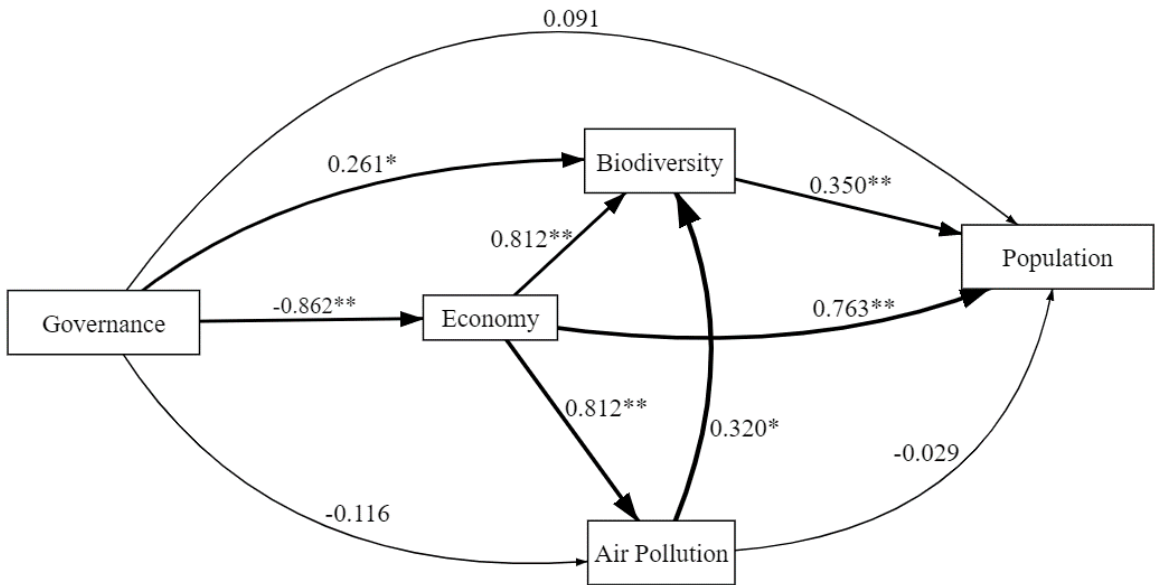 0.091
Biodiversity
0.261*
0.350**
0.812**
Population
Governance
-0.862**
Economy
0.763**
0.812**
0.320*
-0.029
-0.116
Air Pollution